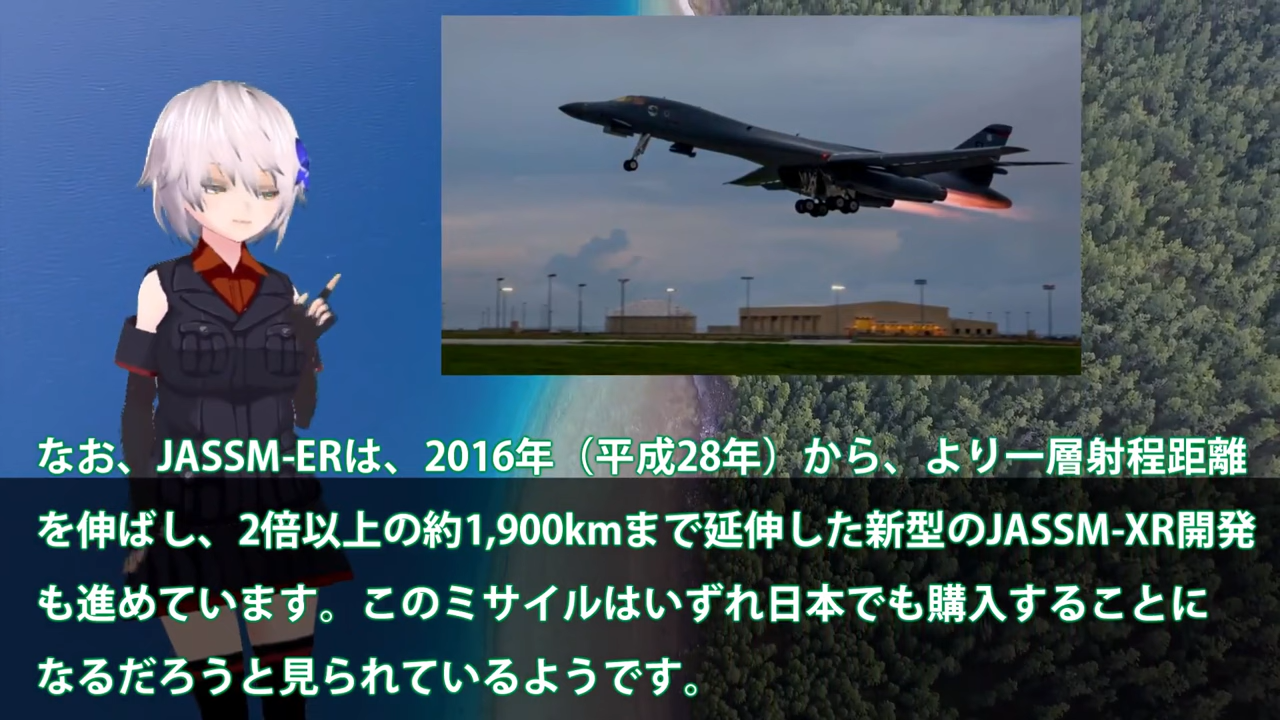 なお、JASSM-ERは、2016年（平成28年）から、より一層射程距離
を伸ばし、2倍以上の約1,900kmまで延伸した新型のJASSM-XR開発
も進めています。このミサイルはいずれ日本でも購入することに
なるだろうと見られているようです。